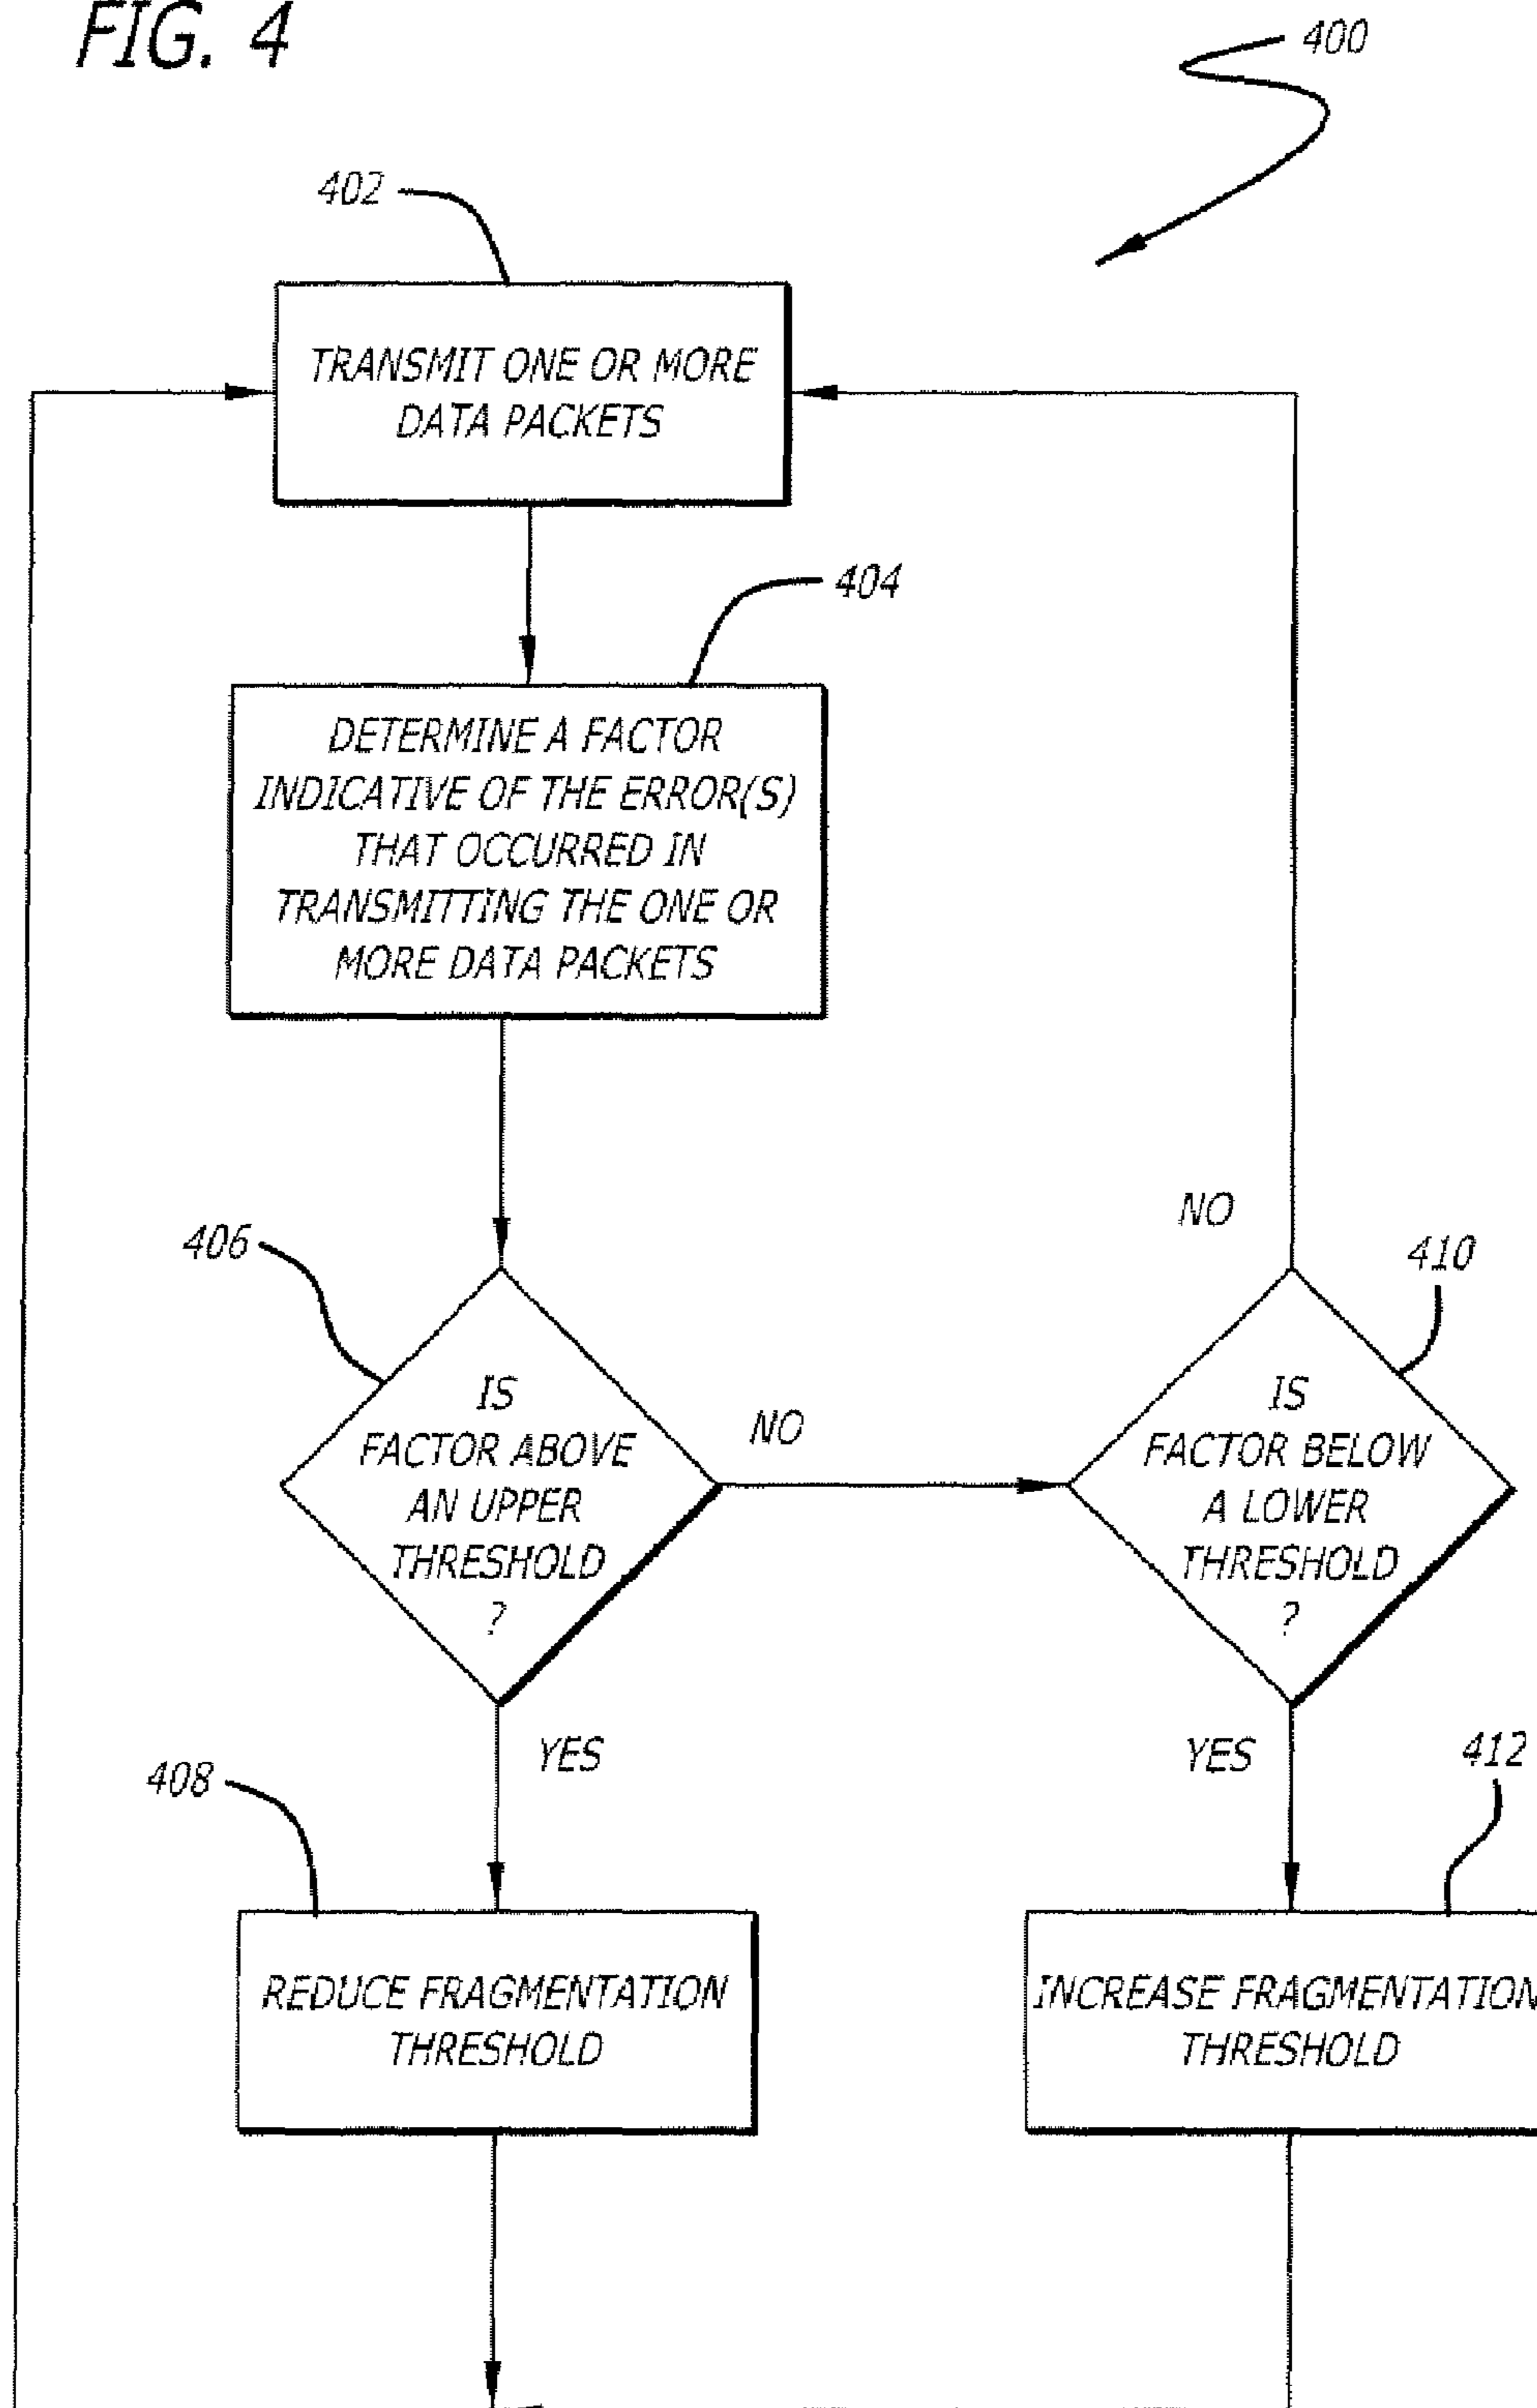 FIG. 4
400
402
TRANSMIT ONE OR MORE
DATA PACKETS
404
DETERMINE A FACTOR
INDICATIVE OF THE ERROR(S)
THAT OCCURRED IN
TRANSMITTING THE ONE OR
MORE DATA PACKETS
NO
406
410
IS
FACTOR ABOVE
AN UPPER
THRESHOLD
?
NO
IS
FACTOR BELOW
A LOWER
THRESHOLD
?
YES
YES
408
412
REDUCE FRAGMENTATION
THRESHOLD
INCREASE FRAGMENTATION
THRESHOLD